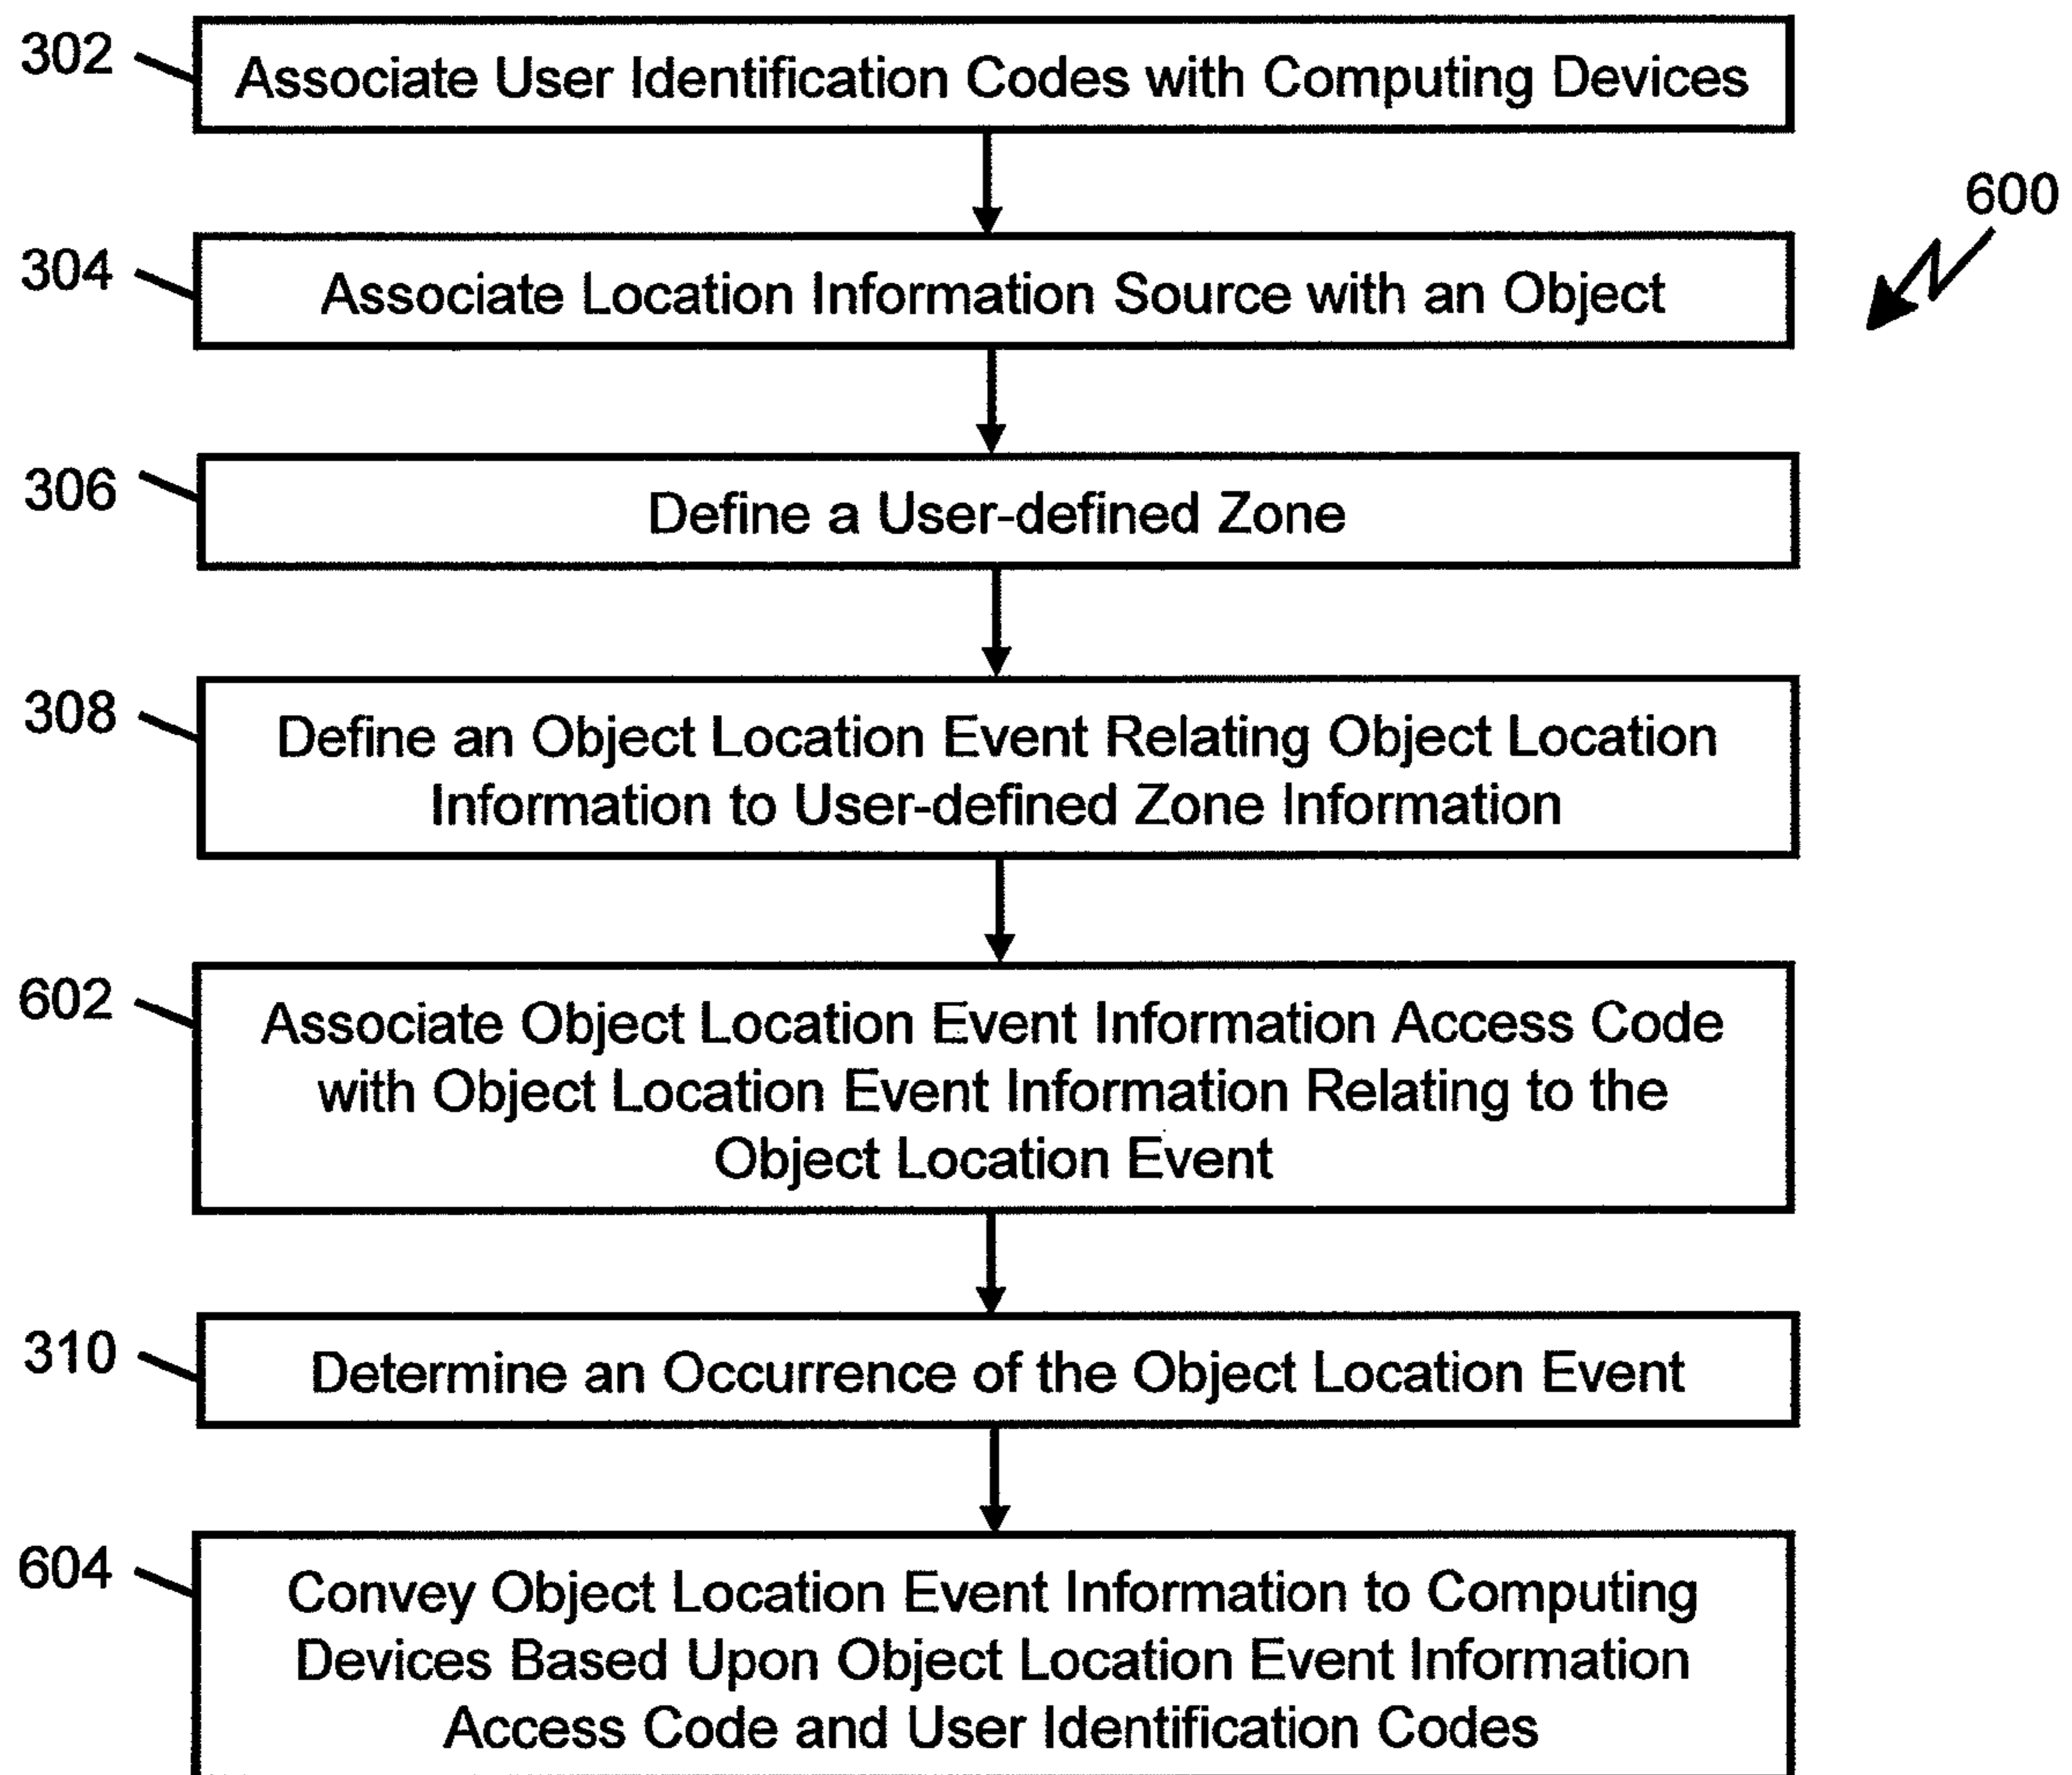 302
Associate User Identification Codes with Computing Devices
600
304
Associate Location Information Source with an Object
306
Define a User-defined Zone
308
Define an Object Location Event Relating Object Location
Information to User-defined Zone Information
602
Associate Object Location Event Information Access Code
with Object Location Event Information Relating to the
Object Location Event
310
Determine an Occurrence of the Object Location Event
604
Convey Object Location Event Information to Computing
Devices Based Upon Object Location Event Information
Access Code and User Identification Codes